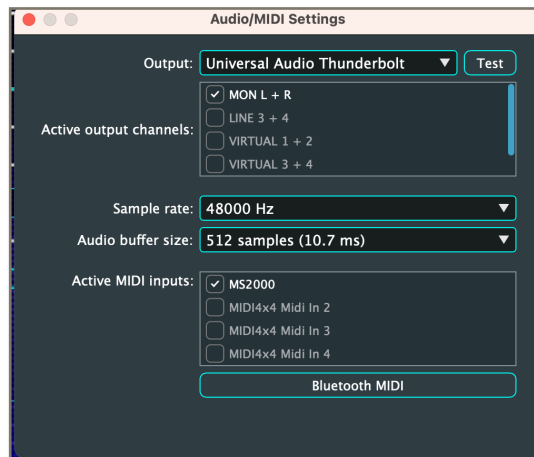 Audio/MIDI Settings
Output: Universal Audio Thunderbolt Test
MON L + R
LINE 3 + 4
Active output channels:
VIRTUAL 1 + 2
VIRTUAL 3 + 4
Sample rate: 48000 Hz
Audio buffer size: 512 samples (10.7 ms)
Active MIDI inputs: MS2000
MIDI4x4 Midi In 2
MIDI4x4 Midi In 3
MIDI4x4 Midi In 4
Bluetooth MIDI